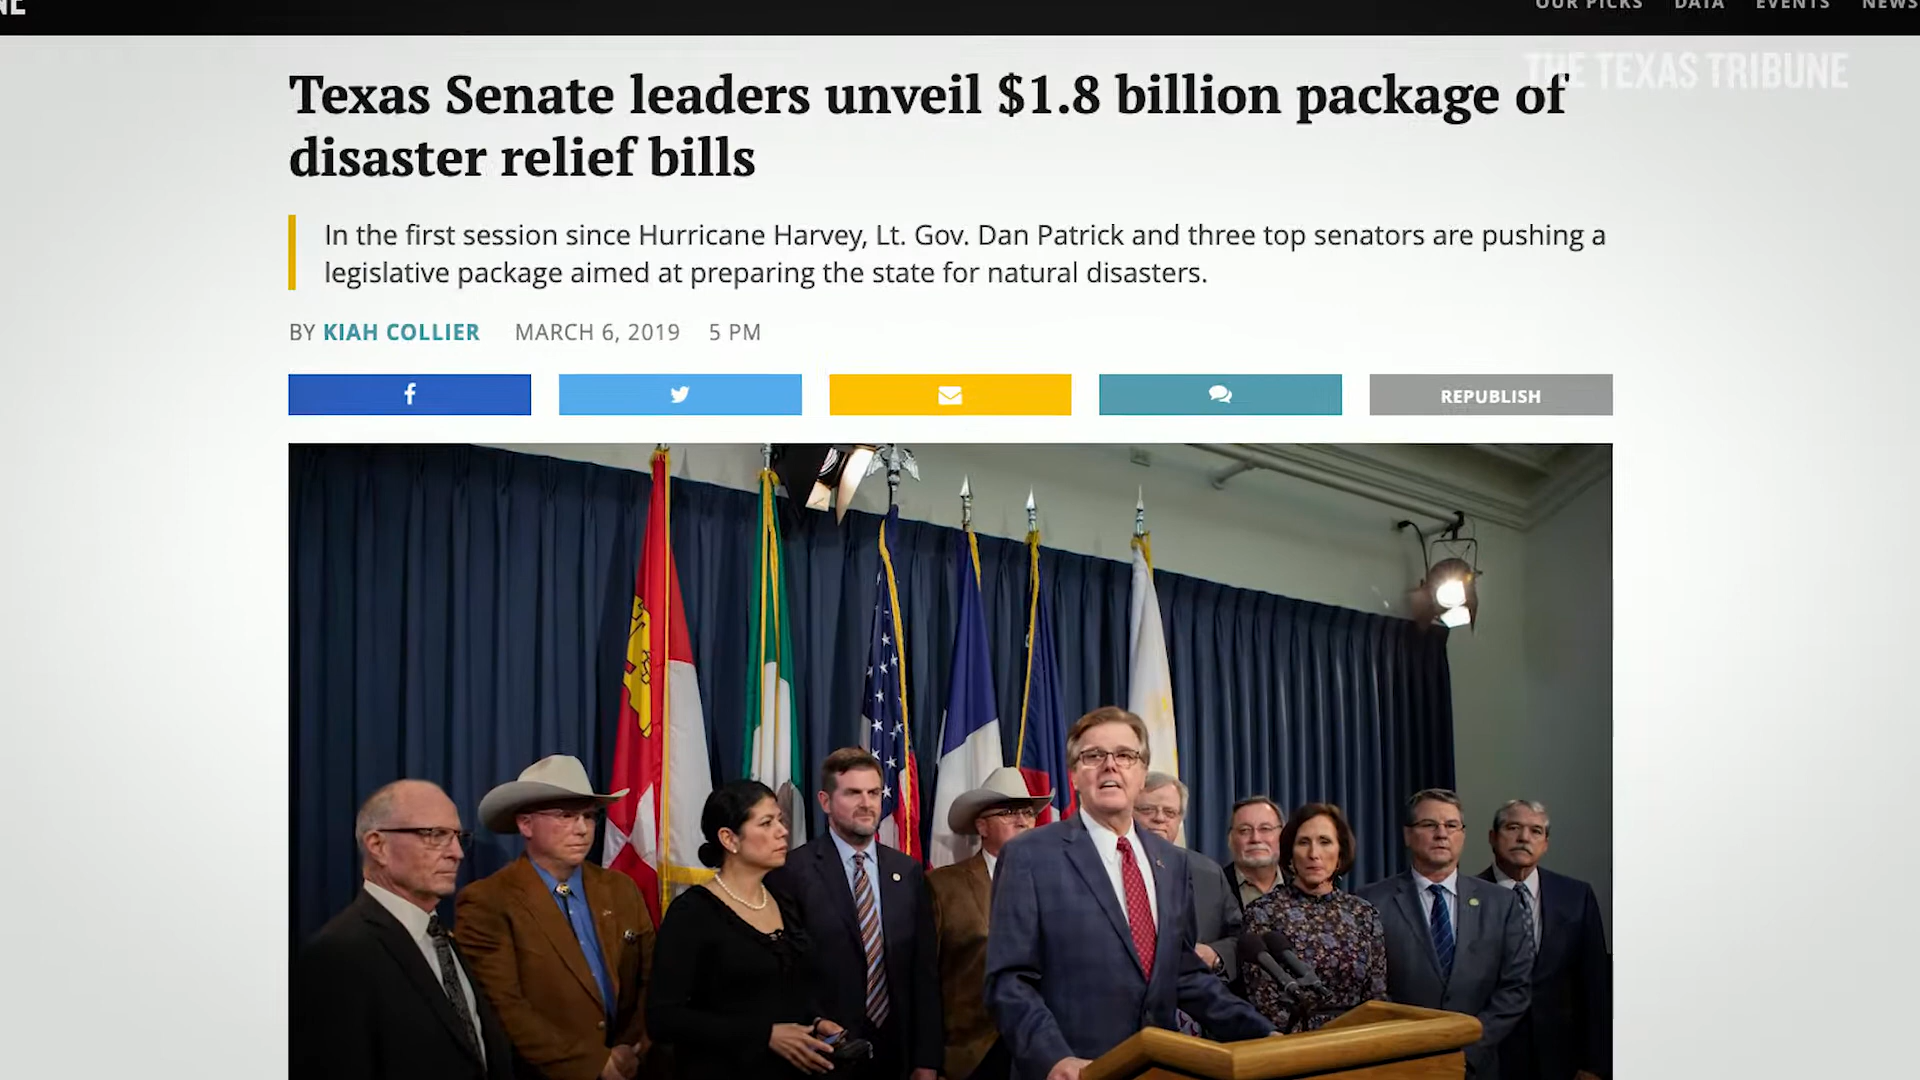 OUR PICKS DATA EVENTS NEWS
THE TEXAS TRIBUNE
Texas Senate leaders unveil $1.8 billion package of
disaster relief bills
In the first session since Hurricane Harvey, Lt. Gov. Dan Patrick and three top senators are pushing a
legislative package aimed at preparing the state for natural disasters.
BY KIAH COLLIER MARCH 6, 2019 5 PM
REPUBLISH